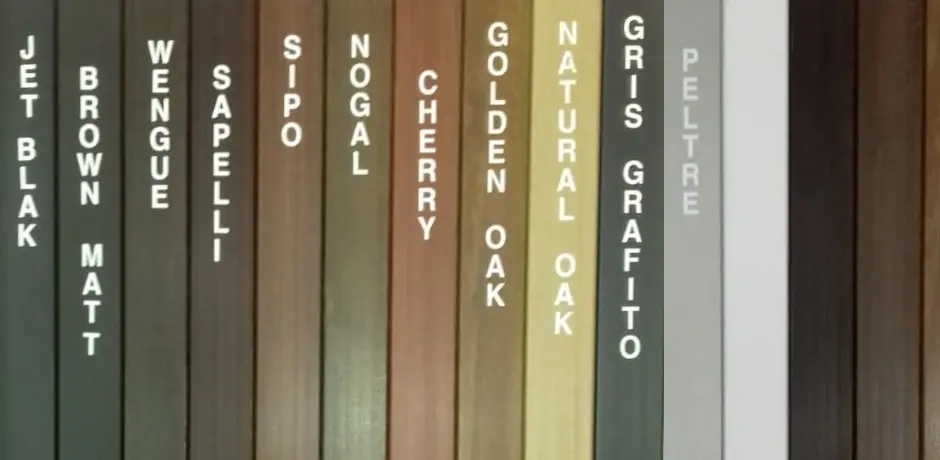 JET BLAK
BROWN MATT
WENGUE
SAPELLI
SIPO
NOGAL
CHERRY
GOLDEN OAK
NATURAL OAK
GRIS GRAFITO
PELTRE